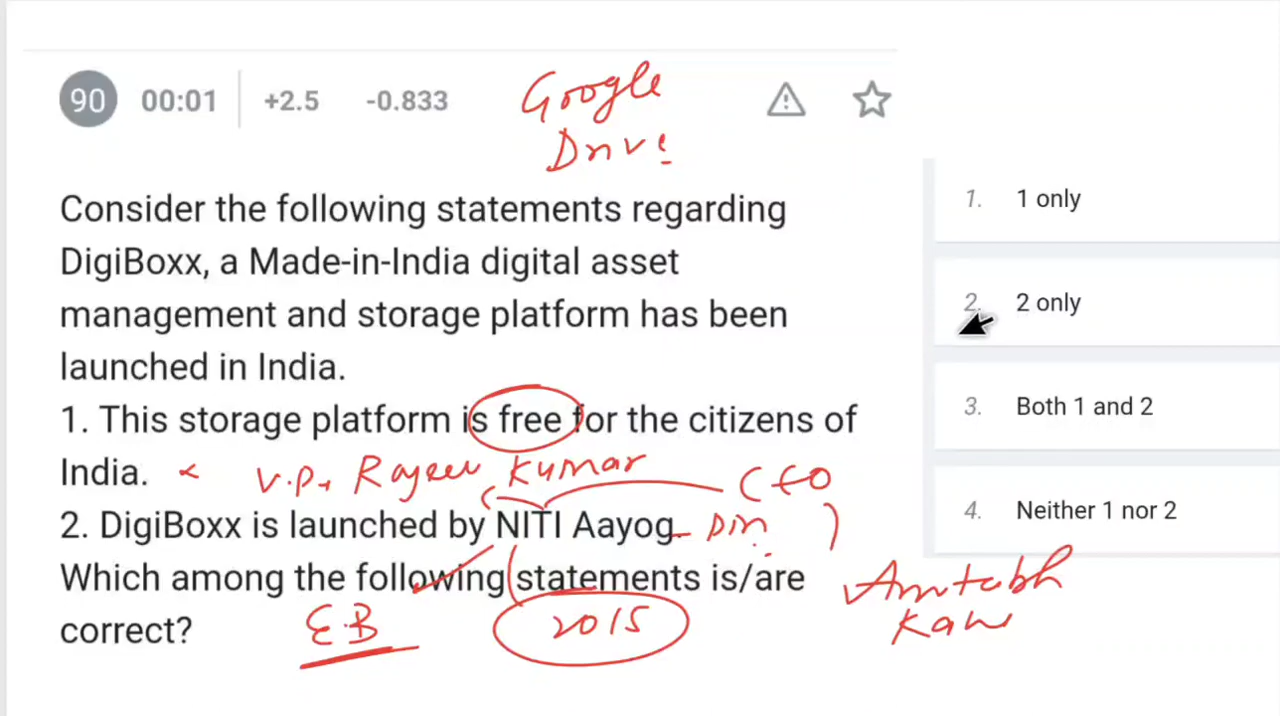 90 00:01 +2.5 -0.833
Google
Drive
Consider the following statements regarding
DigiBoxx, a Made-in-India digital asset
management and storage platform has been
launched in India.
1. This storage platform is free for the citizens of
India. × V.P. Rajeev Kumar
CEO
2. DigiBoxx is launched by NITI Aayog.
Which among the following statements is/are
correct? E.B 2015
Amitabh
1. 1 only
2. 2 only
3. Both 1 and 2
4. Neither 1 nor 2